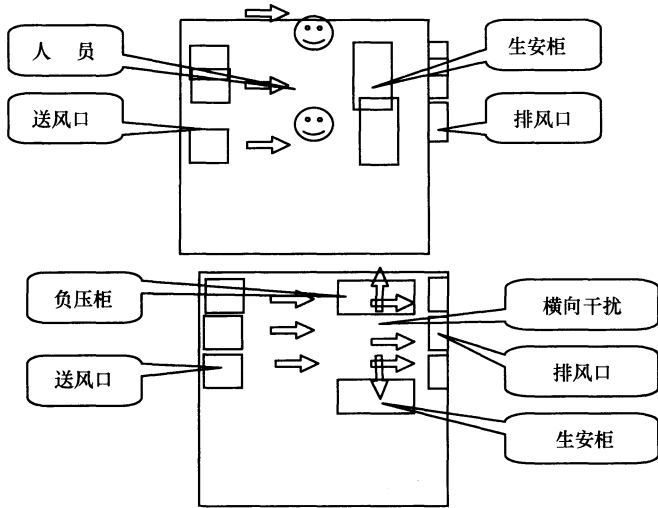 人 员
生安柜
送风口
排风口
负压柜
横向干扰
送风口
排风口
生安柜